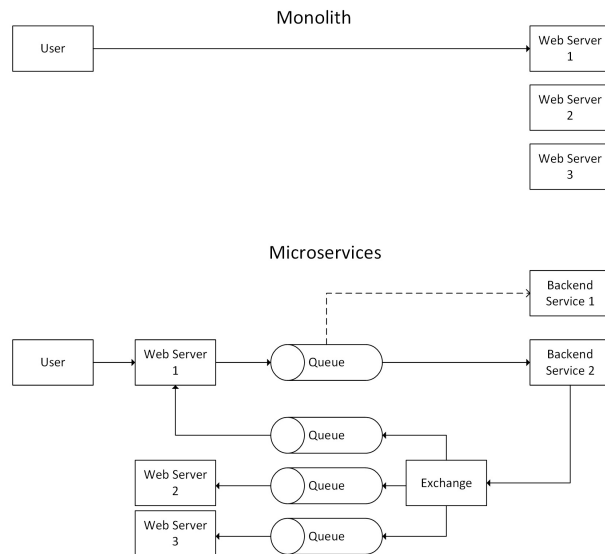 Monolith
User
Web Server
1
Web Server
2
Web Server
3
Microservices
Backend
Service 1
User
Web Server
1
Queue
Backend
Service 2
Queue
Web Server
2
Queue
Exchange
Web Server
3
Queue